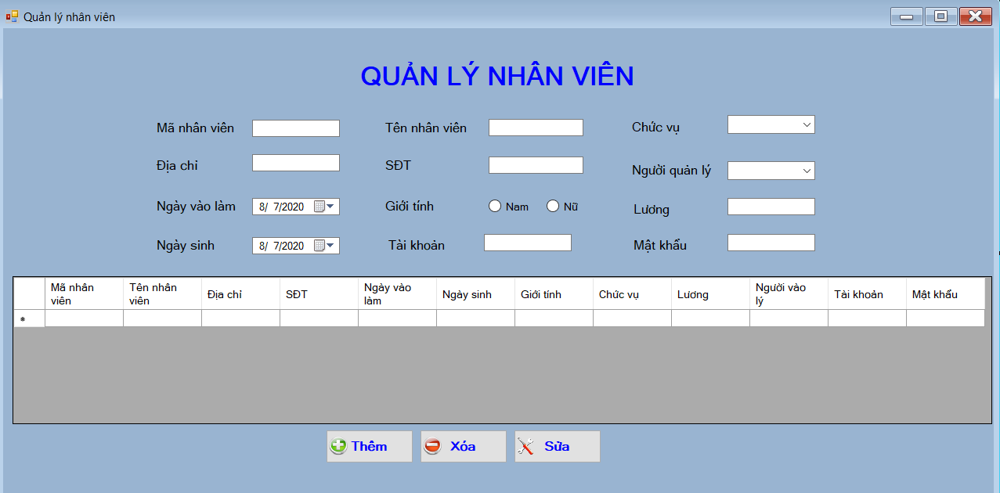 Quản lý nhân viên
QUẢN LÝ NHÂN VIÊN
Mã nhân viên
Tên nhân viên
Chức vụ
Địa chỉ
SĐT
Người quản lý
Ngày vào làm
8/ 7/2020
Giới tính
Nam
Nữ
Lương
Ngày sinh
8/ 7/2020
Tài khoản
Mật khẩu
Mã nhân
viên
Tên nhân
viên
Địa chỉ
SĐT
Ngày vào
làm
Ngày sinh
Giới tính
Chức vụ
Lương
Người vào
lý
Tài khoản
Mật khẩu
Thêm
Xóa
Sửa